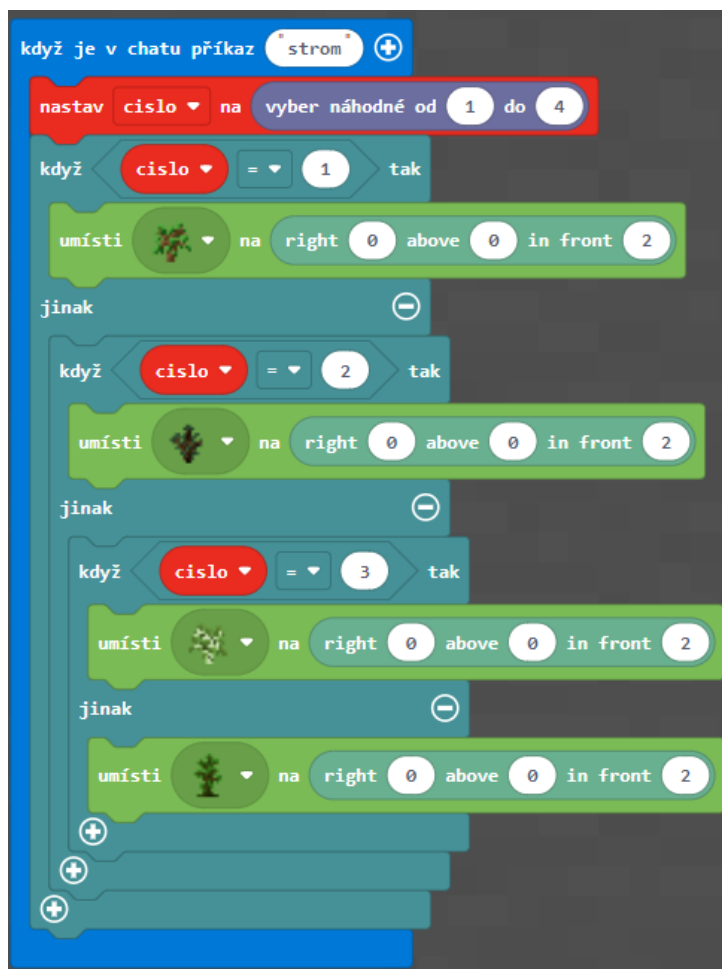 když je v chatu příkaz "strom"
nastav cislo na vyber náhodné od 1 do 4
když cislo = 1 tak
umísti na right 0 above 0 in front 2
jinak
když cislo = 2 tak
umísti na right 0 above 0 in front 2
jinak
když cislo = 3 tak
umísti na right 0 above 0 in front 2
jinak
umísti na right 0 above 0 in front 2